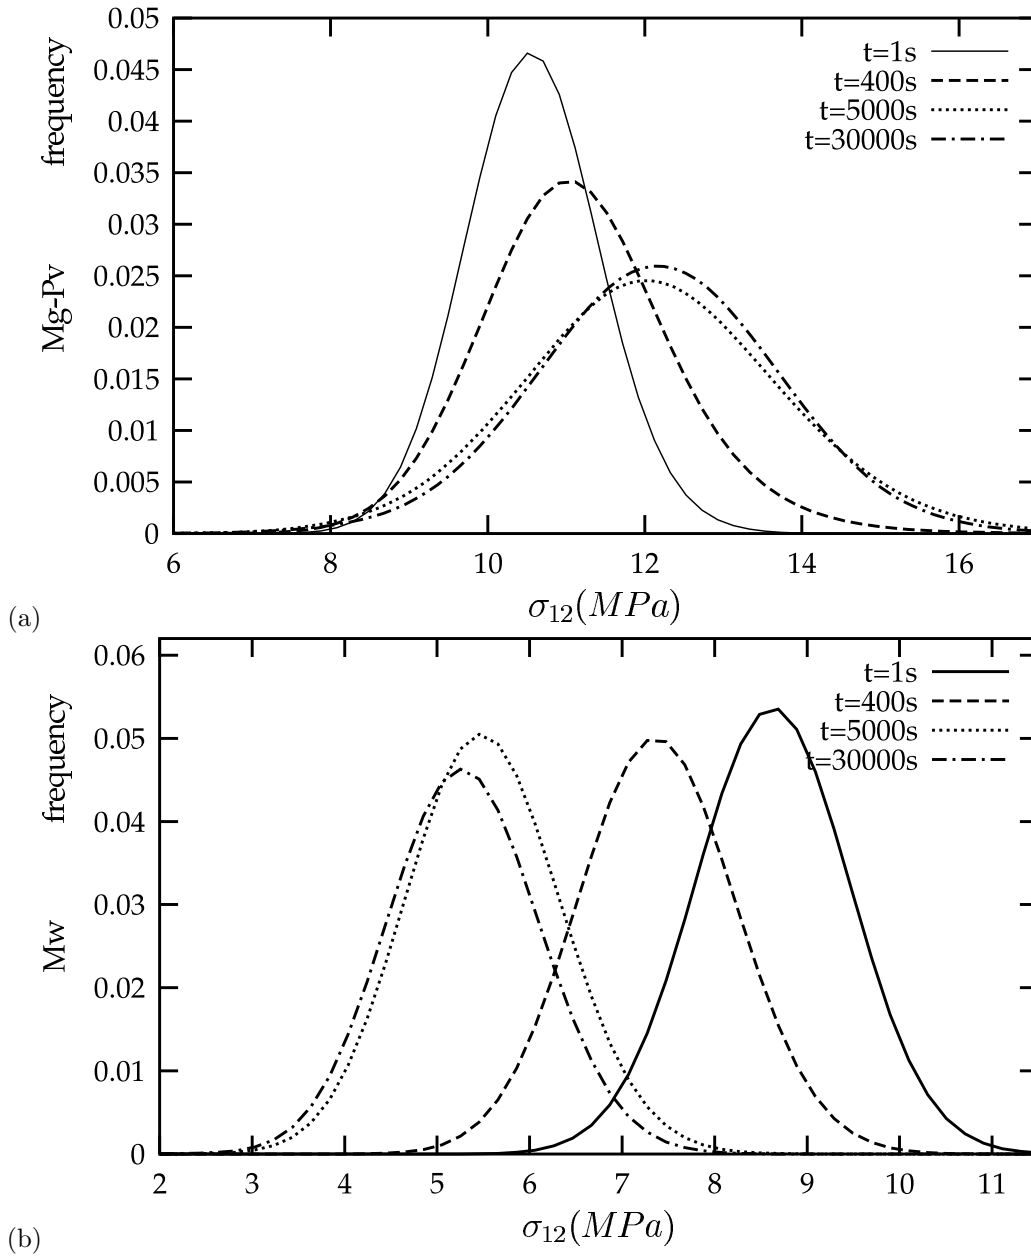 0.05
0.045
0.04
0.035
0.03
0.025
0.02
0.015
0.01
0.005
0
Mg-Pv frequency
t=1s
t=400s
t=5000s
t=30000s
6 8 10 12 14 16
σ12(MPa)
(a)
0.06
0.05
0.04
0.03
0.02
0.01
0
Mw frequency
t=1s
t=400s
t=5000s
t=30000s
2 3 4 5 6 7 8 9 10 11
σ12(MPa)
(b)